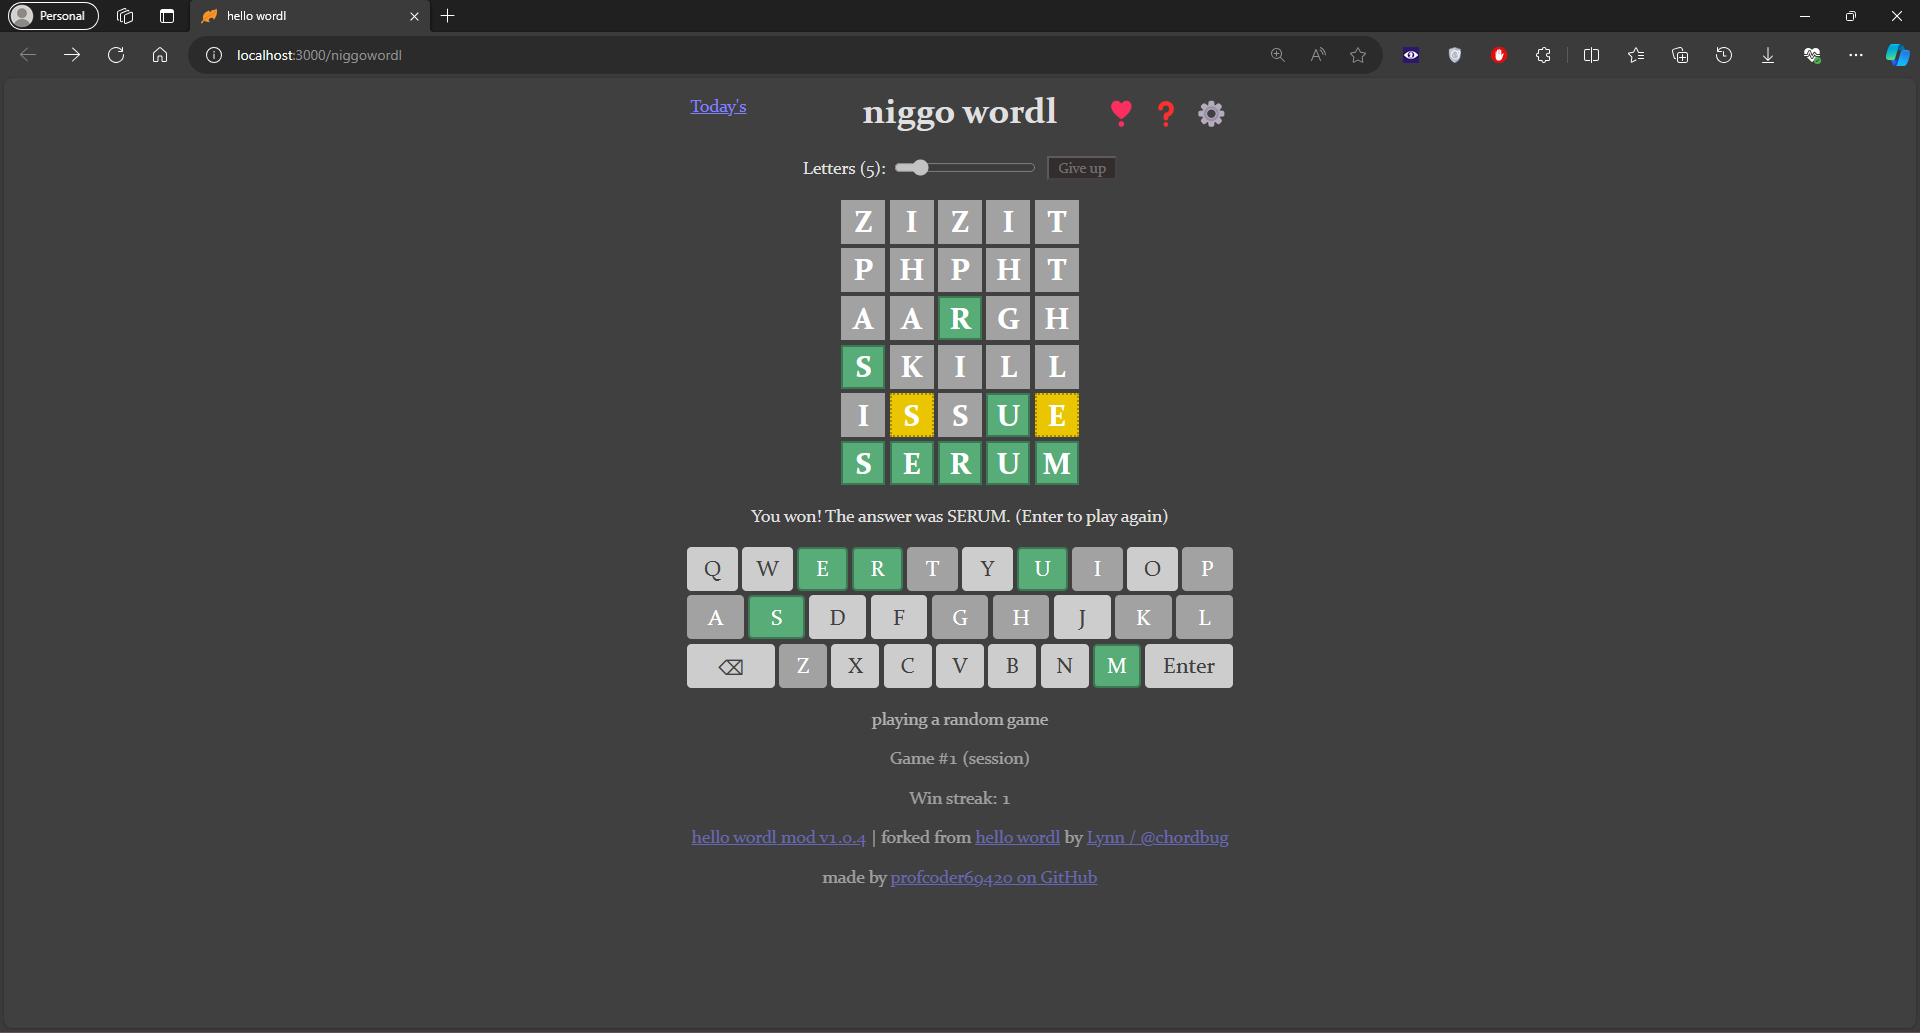 Personal
hello wordl
localhost:3000/niggowordl
Today's
niggo wordl
Letters (5):
Give up
Z I Z I T
P H P H T
A A R G H
S K I L L
I S S U E
S E R U M
You won! The answer was SERUM. (Enter to play again)
Q W E R T Y U I O P
A S D F G H J K L
⌫ Z X C V B N M Enter
playing a random game
Game #1 (session)
Win streak: 1
hello wordl mod v1.0.4 | forked from hello wordl by Lynn / @chordbug
made by profcoder69420 on GitHub